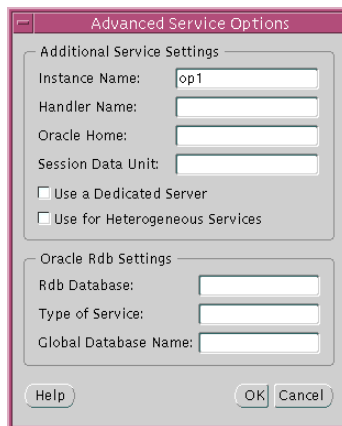 Advanced Service Options
Additional Service Settings
Instance Name: op1
Handler Name:
Oracle Home:
Session Data Unit:
Use a Dedicated Server
Use for Heterogeneous Services
Oracle Rdb Settings
Rdb Database:
Type of Service:
Global Database Name:
Help OK Cancel